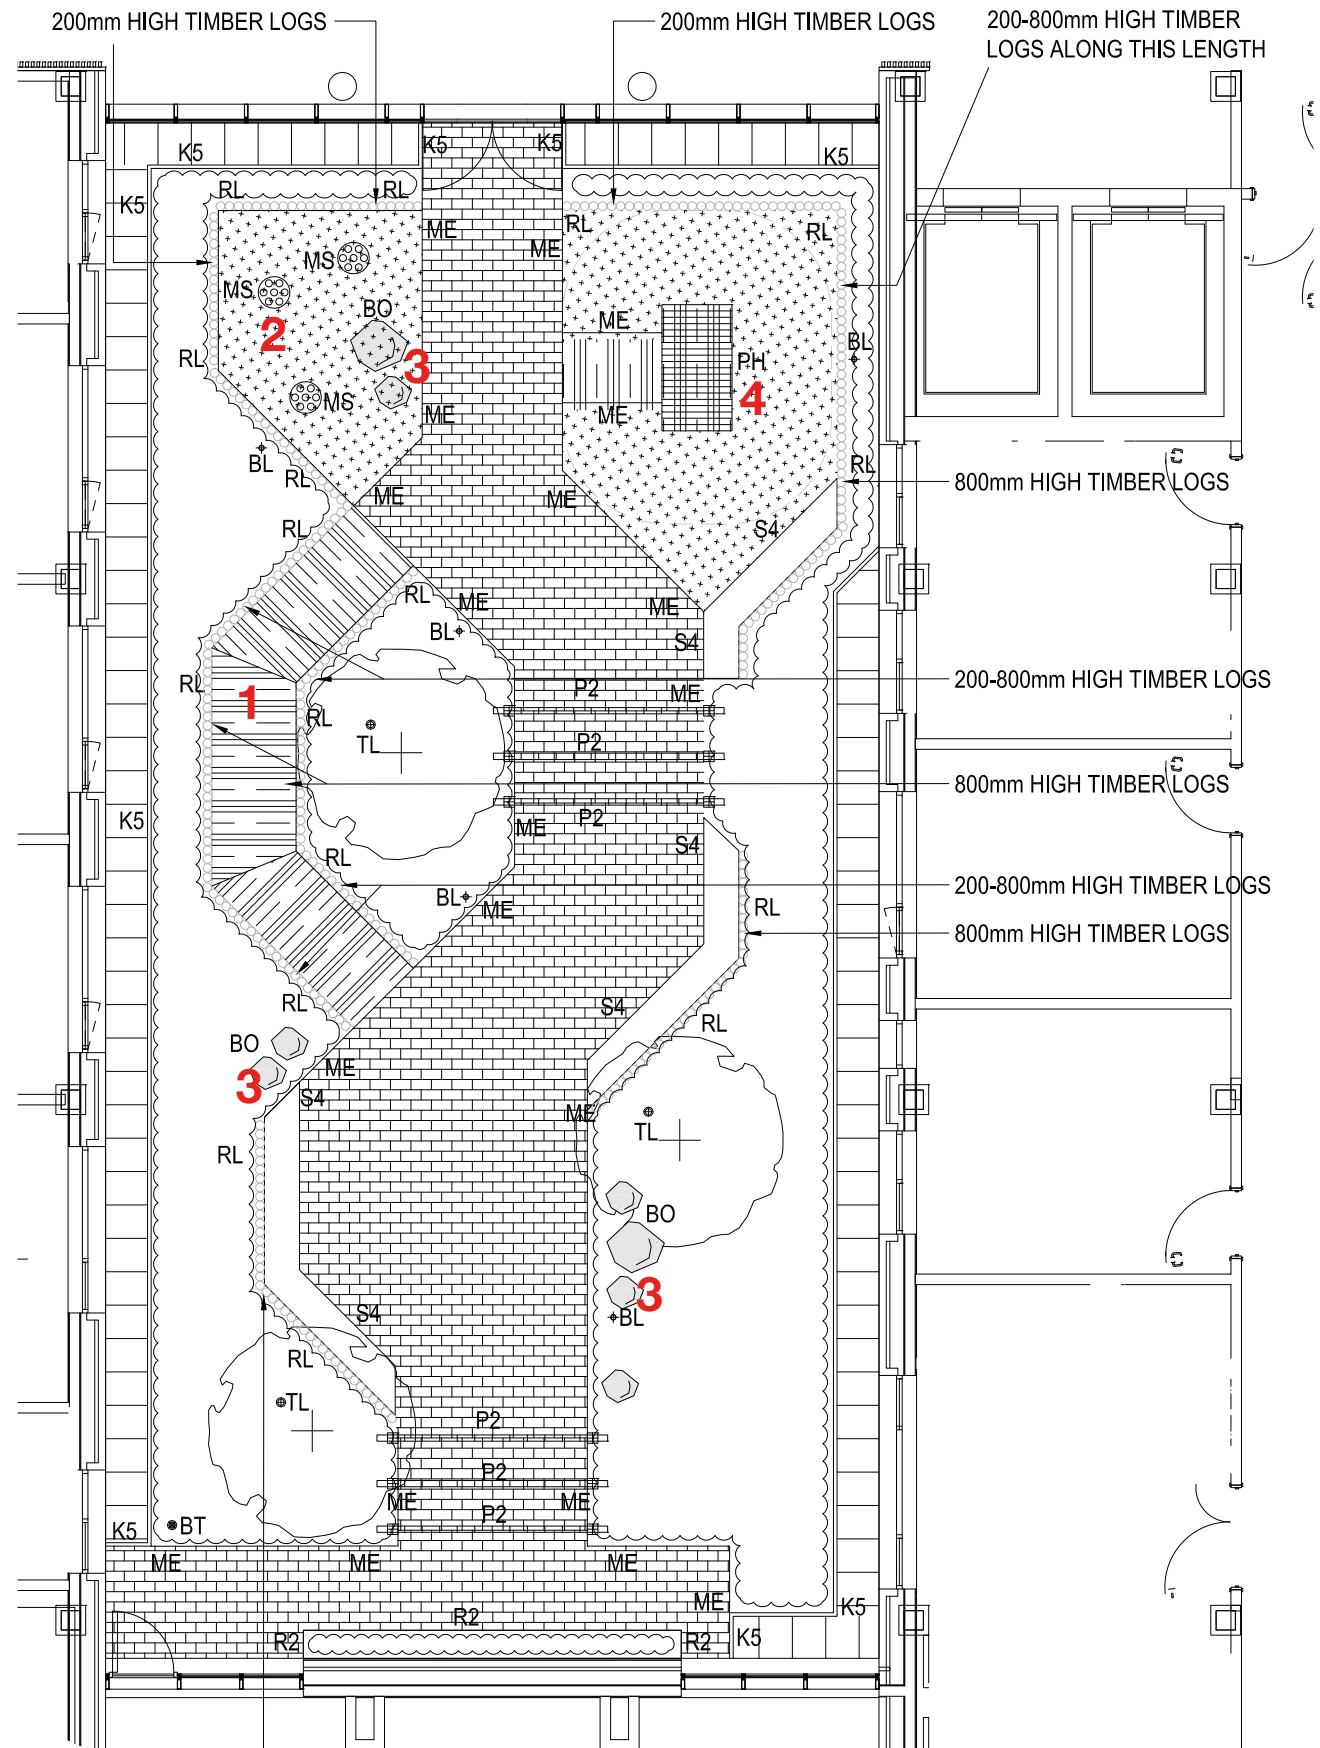 200mm HIGH TIMBER LOGS
200mm HIGH TIMBER LOGS
200-800mm HIGH TIMBER
LOGS ALONG THIS LENGTH
K5
K5
K5
K5
K5
RL
RL
RL
RL
ME
ME
MS
MS
BO
2
3
ME
PH
BL
4
RL
MS
ME
ME
BL
RL
RL
800mm HIGH TIMBER LOGS
ME
ME
RL
S4
RL
ME
ME
BL
S4
200-800mm HIGH TIMBER LOGS
RL
1
P2
ME
RL
TL
P2
800mm HIGH TIMBER LOGS
K5
P2
ME
S4
RL
200-800mm HIGH TIMBER LOGS
BL
ME
RL
800mm HIGH TIMBER LOGS
RL
S4
RL
BO
3
ME
S4
ME
TL
RL
BO
3
BL
S4
RL
TL
P2
P2
ME
ME
P2
BT
K5
ME
ME
ME
ME
K5
R2
R2
R2
K5